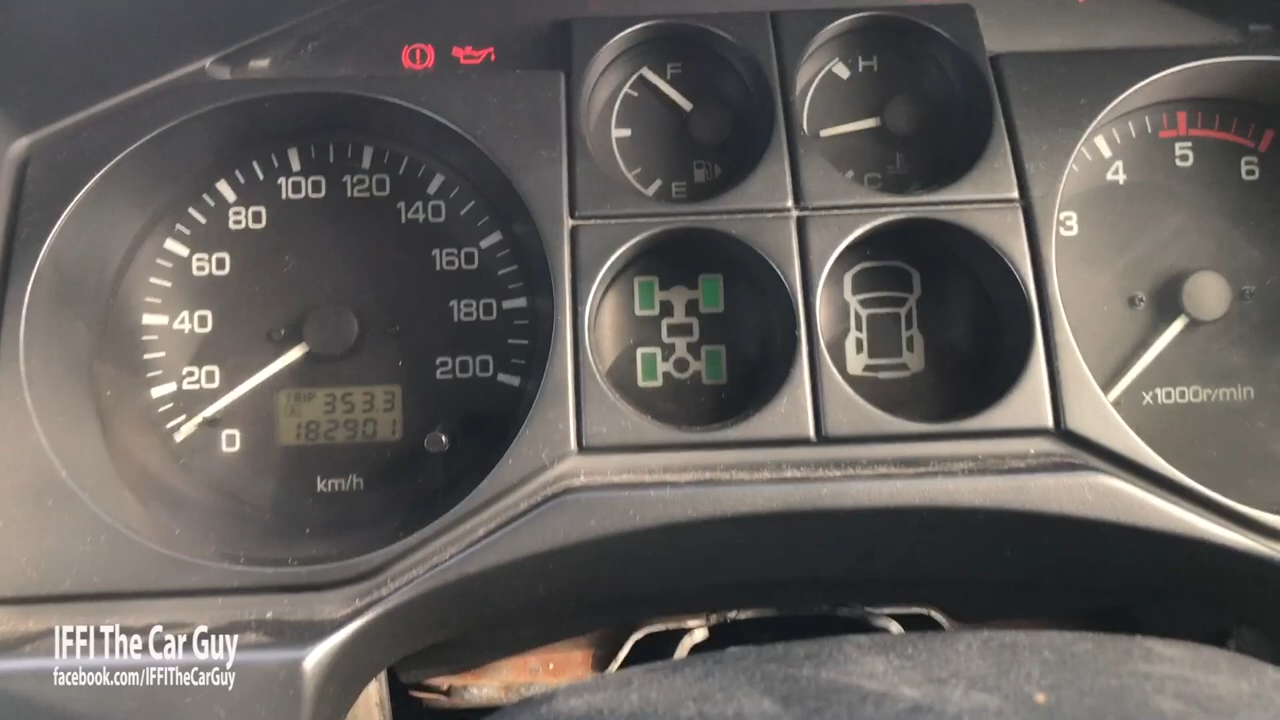 F
H
E
C
0
20
40
60
80
100
120
140
160
180
200
TRIP A 353.3
182901
km/h
3
4
5
6
x1000r/min
IFFI The Car Guy
facebook.com/IFFITheCarGuy